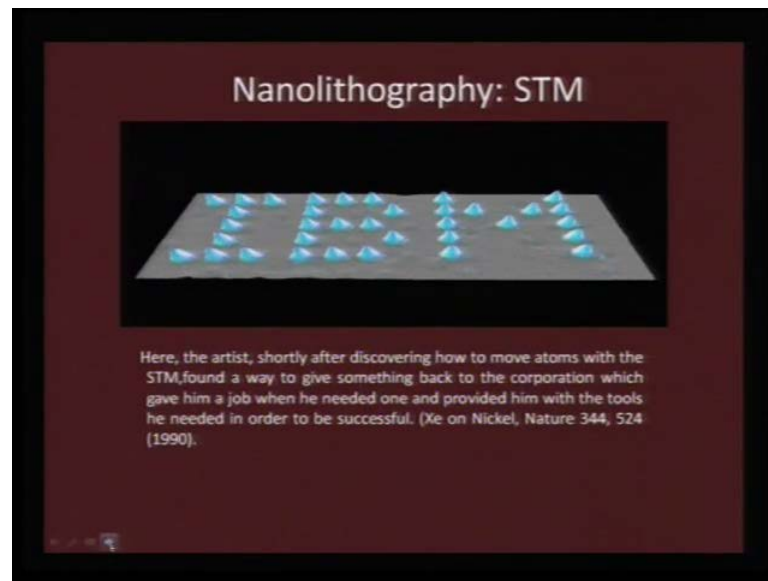 Nanolithography: STM
IBM
Here, the artist, shortly after discovering how to move atoms with the
STM,found a way to give something back to the corporation which
gave him a job when he needed one and provided him with the tools
he needed in order to be successful. (Xe on Nickel, Nature 344, 524
(1990).